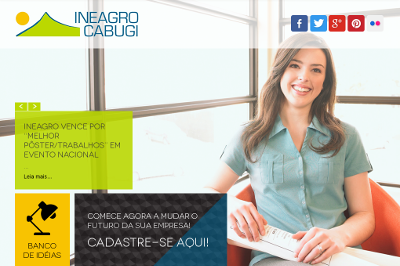 INEAGRO
CABUGI
INEAGRO VENCE POR
"MELHOR
PÔSTER/TRABALHOS" EM
EVENTO NACIONAL
Leia mais...
BANCO
DE IDÉIAS
COMECE AGORA A MUDAR O
FUTURO DA SUA EMPRESA!
CADASTRE-SE AQUI!